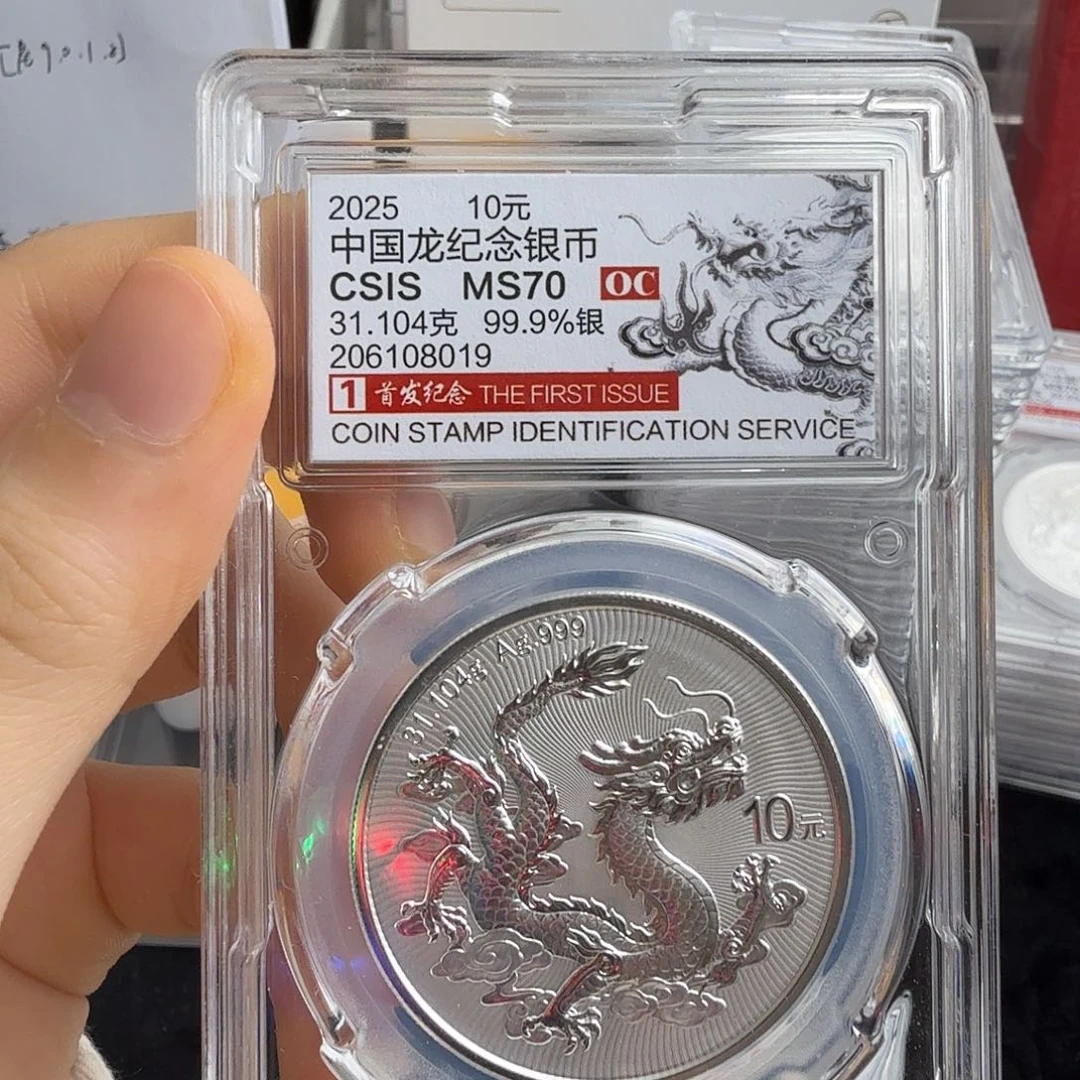 2025 10元
中国龙纪念银币
CSIS MS70 OC
31.104克 99.9%银
206108019
1 首发纪念 THE FIRST ISSUE
COIN STAMP IDENTIFICATION SERVICE
31.104g Ag.999
10元